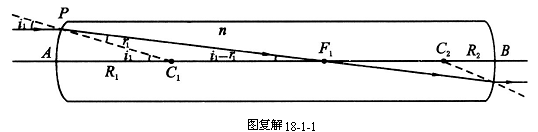 P
i₁
n
r₁
i₁
i₁−r₁
F₁
C₂
R₂
A
B
R₁
C₁
图复解18-1-1